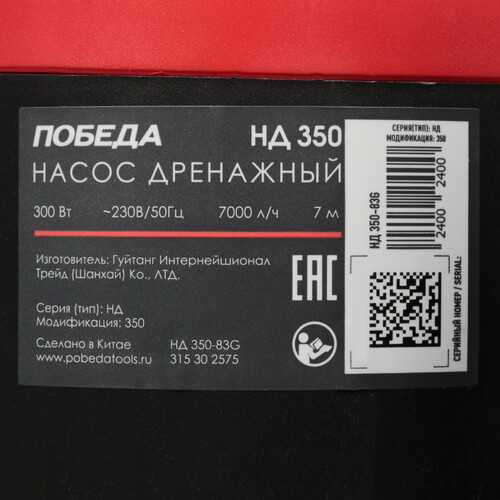 ПОБЕДА НД 350
НАСОС ДРЕНАЖНЫЙ
300 Вт ~230В/50Гц 7000 л/ч 7 м
Изготовитель: Гуйтанг Интернейшионал
Трейд (Шанхай) Ко., ЛТД.
EAC
Серия (тип): НД
Модификация: 350
Сделано в Китае НД 350-83G
www.pobedatools.ru 315 30 2575
СЕРИЯ(ТИП): НД
МОДИФИКАЦИЯ: 350
НД 350-83G
2400 2400
СЕРИЙНЫЙ НОМЕР / SERIAL: